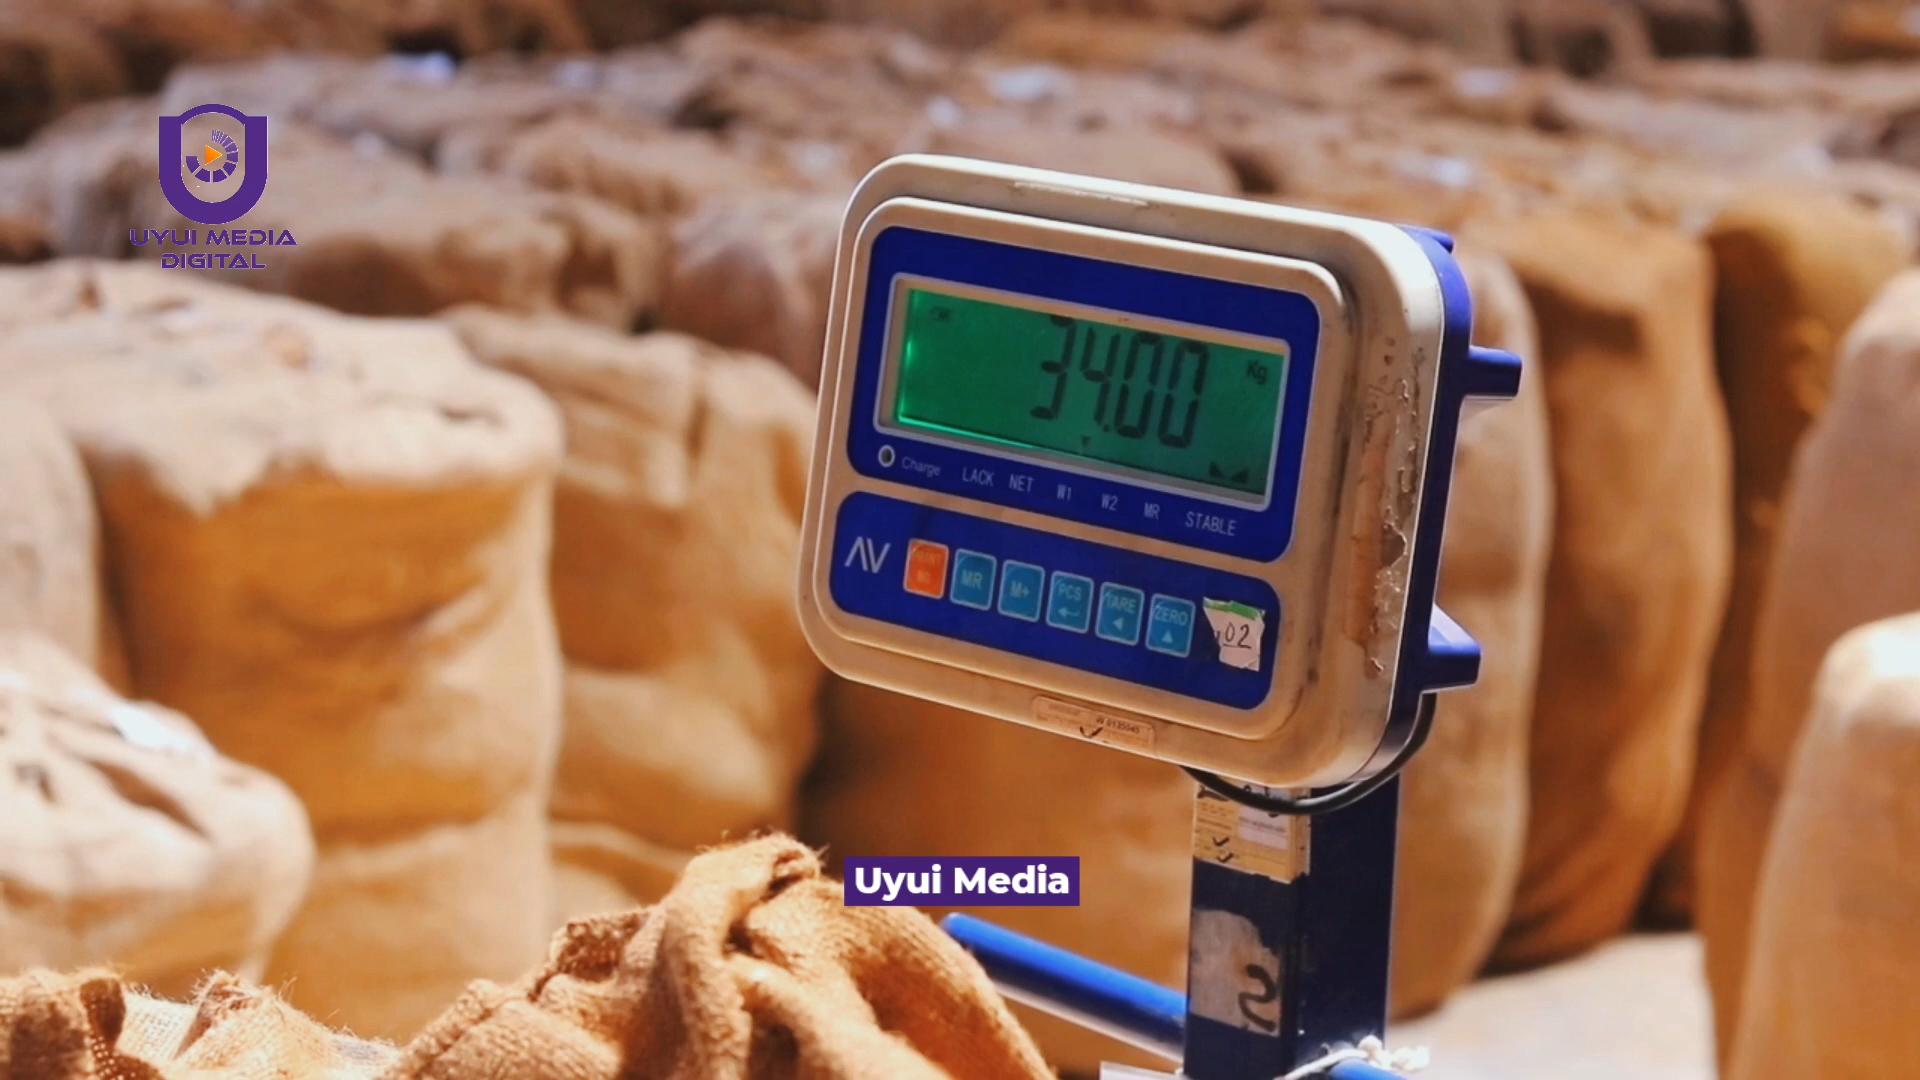 UYUI MEDIA
DIGITAL
34.00
Kg
Charge LACK NET W1 W2 MR STABLE
AV
MR M+ PCS TARE ZERO
02
Uyui Media